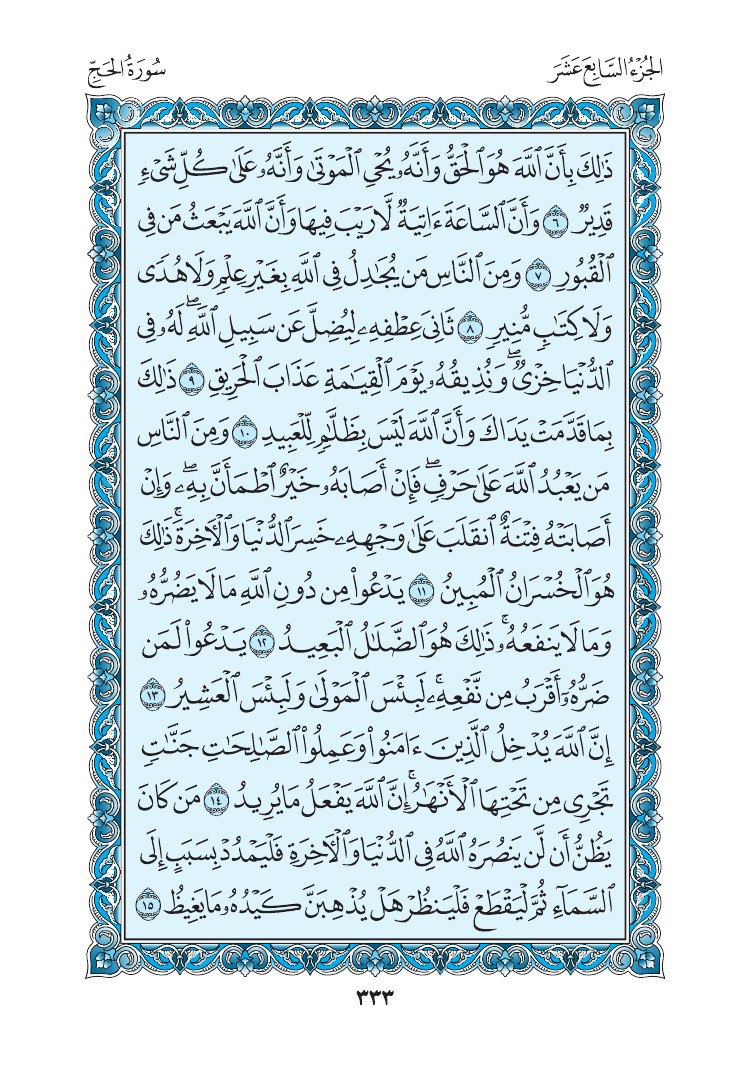 الجُزْءُ السَّابِعَ عَشَرَ
سُورَةُ الحَجِّ
ذَٰلِكَ بِأَنَّ ٱللَّهَ هُوَ ٱلْحَقُّ وَأَنَّهُۥ يُحْىِ ٱلْمَوْتَىٰ وَأَنَّهُۥ عَلَىٰ كُلِّ شَىْءٍ
قَدِيرٌ ٦ وَأَنَّ ٱلسَّاعَةَ ءَاتِيَةٌ لَّا رَيْبَ فِيهَا وَأَنَّ ٱللَّهَ يَبْعَثُ مَن فِى
ٱلْقُبُورِ ٧ وَمِنَ ٱلنَّاسِ مَن يُجَٰدِلُ فِى ٱللَّهِ بِغَيْرِ عِلْمٍ وَلَا هُدًى
وَلَا كِتَٰبٍ مُّنِيرٍ ٨ ثَانِىَ عِطْفِهِۦ لِيُضِلَّ عَن سَبِيلِ ٱللَّهِ ۖ لَهُۥ فِى
ٱلدُّنْيَا خِزْىٌ ۖ وَنُذِيقُهُۥ يَوْمَ ٱلْقِيَٰمَةِ عَذَابَ ٱلْحَرِيقِ ٩ ذَٰلِكَ
بِمَا قَدَّمَتْ يَدَاكَ وَأَنَّ ٱللَّهَ لَيْسَ بِظَلَّٰمٍ لِّلْعَبِيدِ ١٠ وَمِنَ ٱلنَّاسِ
مَن يَعْبُدُ ٱللَّهَ عَلَىٰ حَرْفٍ ۖ فَإِنْ أَصَابَهُۥ خَيْرٌ ٱطْمَأَنَّ بِهِۦ ۖ وَإِنْ
أَصَابَتْهُ فِتْنَةٌ ٱنقَلَبَ عَلَىٰ وَجْهِهِۦ خَسِرَ ٱلدُّنْيَا وَٱلْءَاخِرَةَ ۚ ذَٰلِكَ
هُوَ ٱلْخُسْرَانُ ٱلْمُبِينُ ١١ يَدْعُوا۟ مِن دُونِ ٱللَّهِ مَا لَا يَضُرُّهُۥ
وَمَا لَا يَنفَعُهُۥ ۚ ذَٰلِكَ هُوَ ٱلضَّلَٰلُ ٱلْبَعِيدُ ١٢ يَدْعُوا۟ لَمَن
ضَرُّهُۥٓ أَقْرَبُ مِن نَّفْعِهِۦ ۚ لَبِئْسَ ٱلْمَوْلَىٰ وَلَبِئْسَ ٱلْعَشِيرُ ١٣
إِنَّ ٱللَّهَ يُدْخِلُ ٱلَّذِينَ ءَامَنُوا۟ وَعَمِلُوا۟ ٱلصَّٰلِحَٰتِ جَنَّٰتٍ
تَجْرِى مِن تَحْتِهَا ٱلْأَنْهَٰرُ ۚ إِنَّ ٱللَّهَ يَفْعَلُ مَا يُرِيدُ ١٤ مَن كَانَ
يَظُنُّ أَن لَّن يَنصُرَهُ ٱللَّهُ فِى ٱلدُّنْيَا وَٱلْءَاخِرَةِ فَلْيَمْدُدْ بِسَبَبٍ إِلَى
ٱلسَّمَآءِ ثُمَّ لْيَقْطَعْ فَلْيَنظُرْ هَلْ يُذْهِبَنَّ كَيْدُهُۥ مَا يَغِيظُ ١٥
٣٣٣